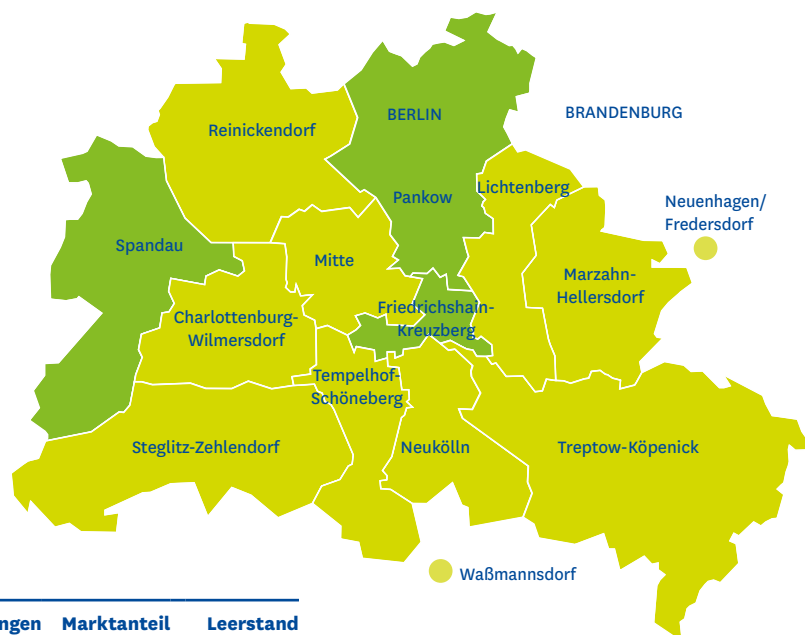 BERLIN
BRANDENBURG
Reinickendorf
Pankow
Lichtenberg
Neuenhagen/
Fredersdorf
Spandau
Mitte
Marzahn-
Hellersdorf
Charlottenburg-
Wilmersdorf
Friedrichshain-
Kreuzberg
Tempelhof-
Schöneberg
Steglitz-Zehlendorf
Neukölln
Treptow-Köpenick
Waßmannsdorf
ngen Marktanteil Leerstand